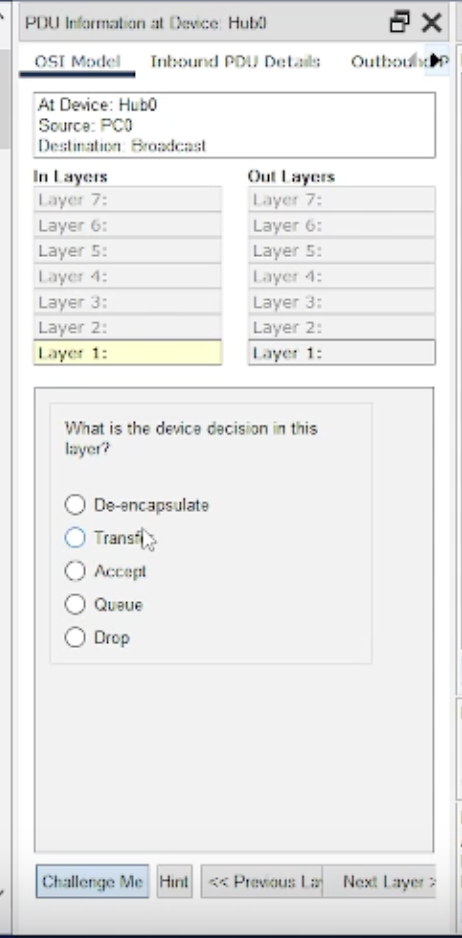 PDU Information at Device: Hub0
OSI Model Inbound PDU Details Outbound P
At Device: Hub0
Source: PC0
Destination: Broadcast
In Layers Out Layers
Layer 7: Layer 7:
Layer 6: Layer 6:
Layer 5: Layer 5:
Layer 4: Layer 4:
Layer 3: Layer 3:
Layer 2: Layer 2:
Layer 1: Layer 1:
What is the device decision in this
layer?
De-encapsulate
Accept
Queue
Drop
Challenge Me Hint << Previous La Next Layer >